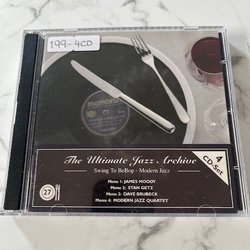 199-4CD
membran
The Ultimate Jazz Archive
Swing To BeBop - Modern Jazz
Menu 1: JAMES MOODY
Menu 2: STAN GETZ
Menu 3: DAVE BRUBECK
Menu 4: MODERN JAZZ QUARTET
27
4
CD-Set